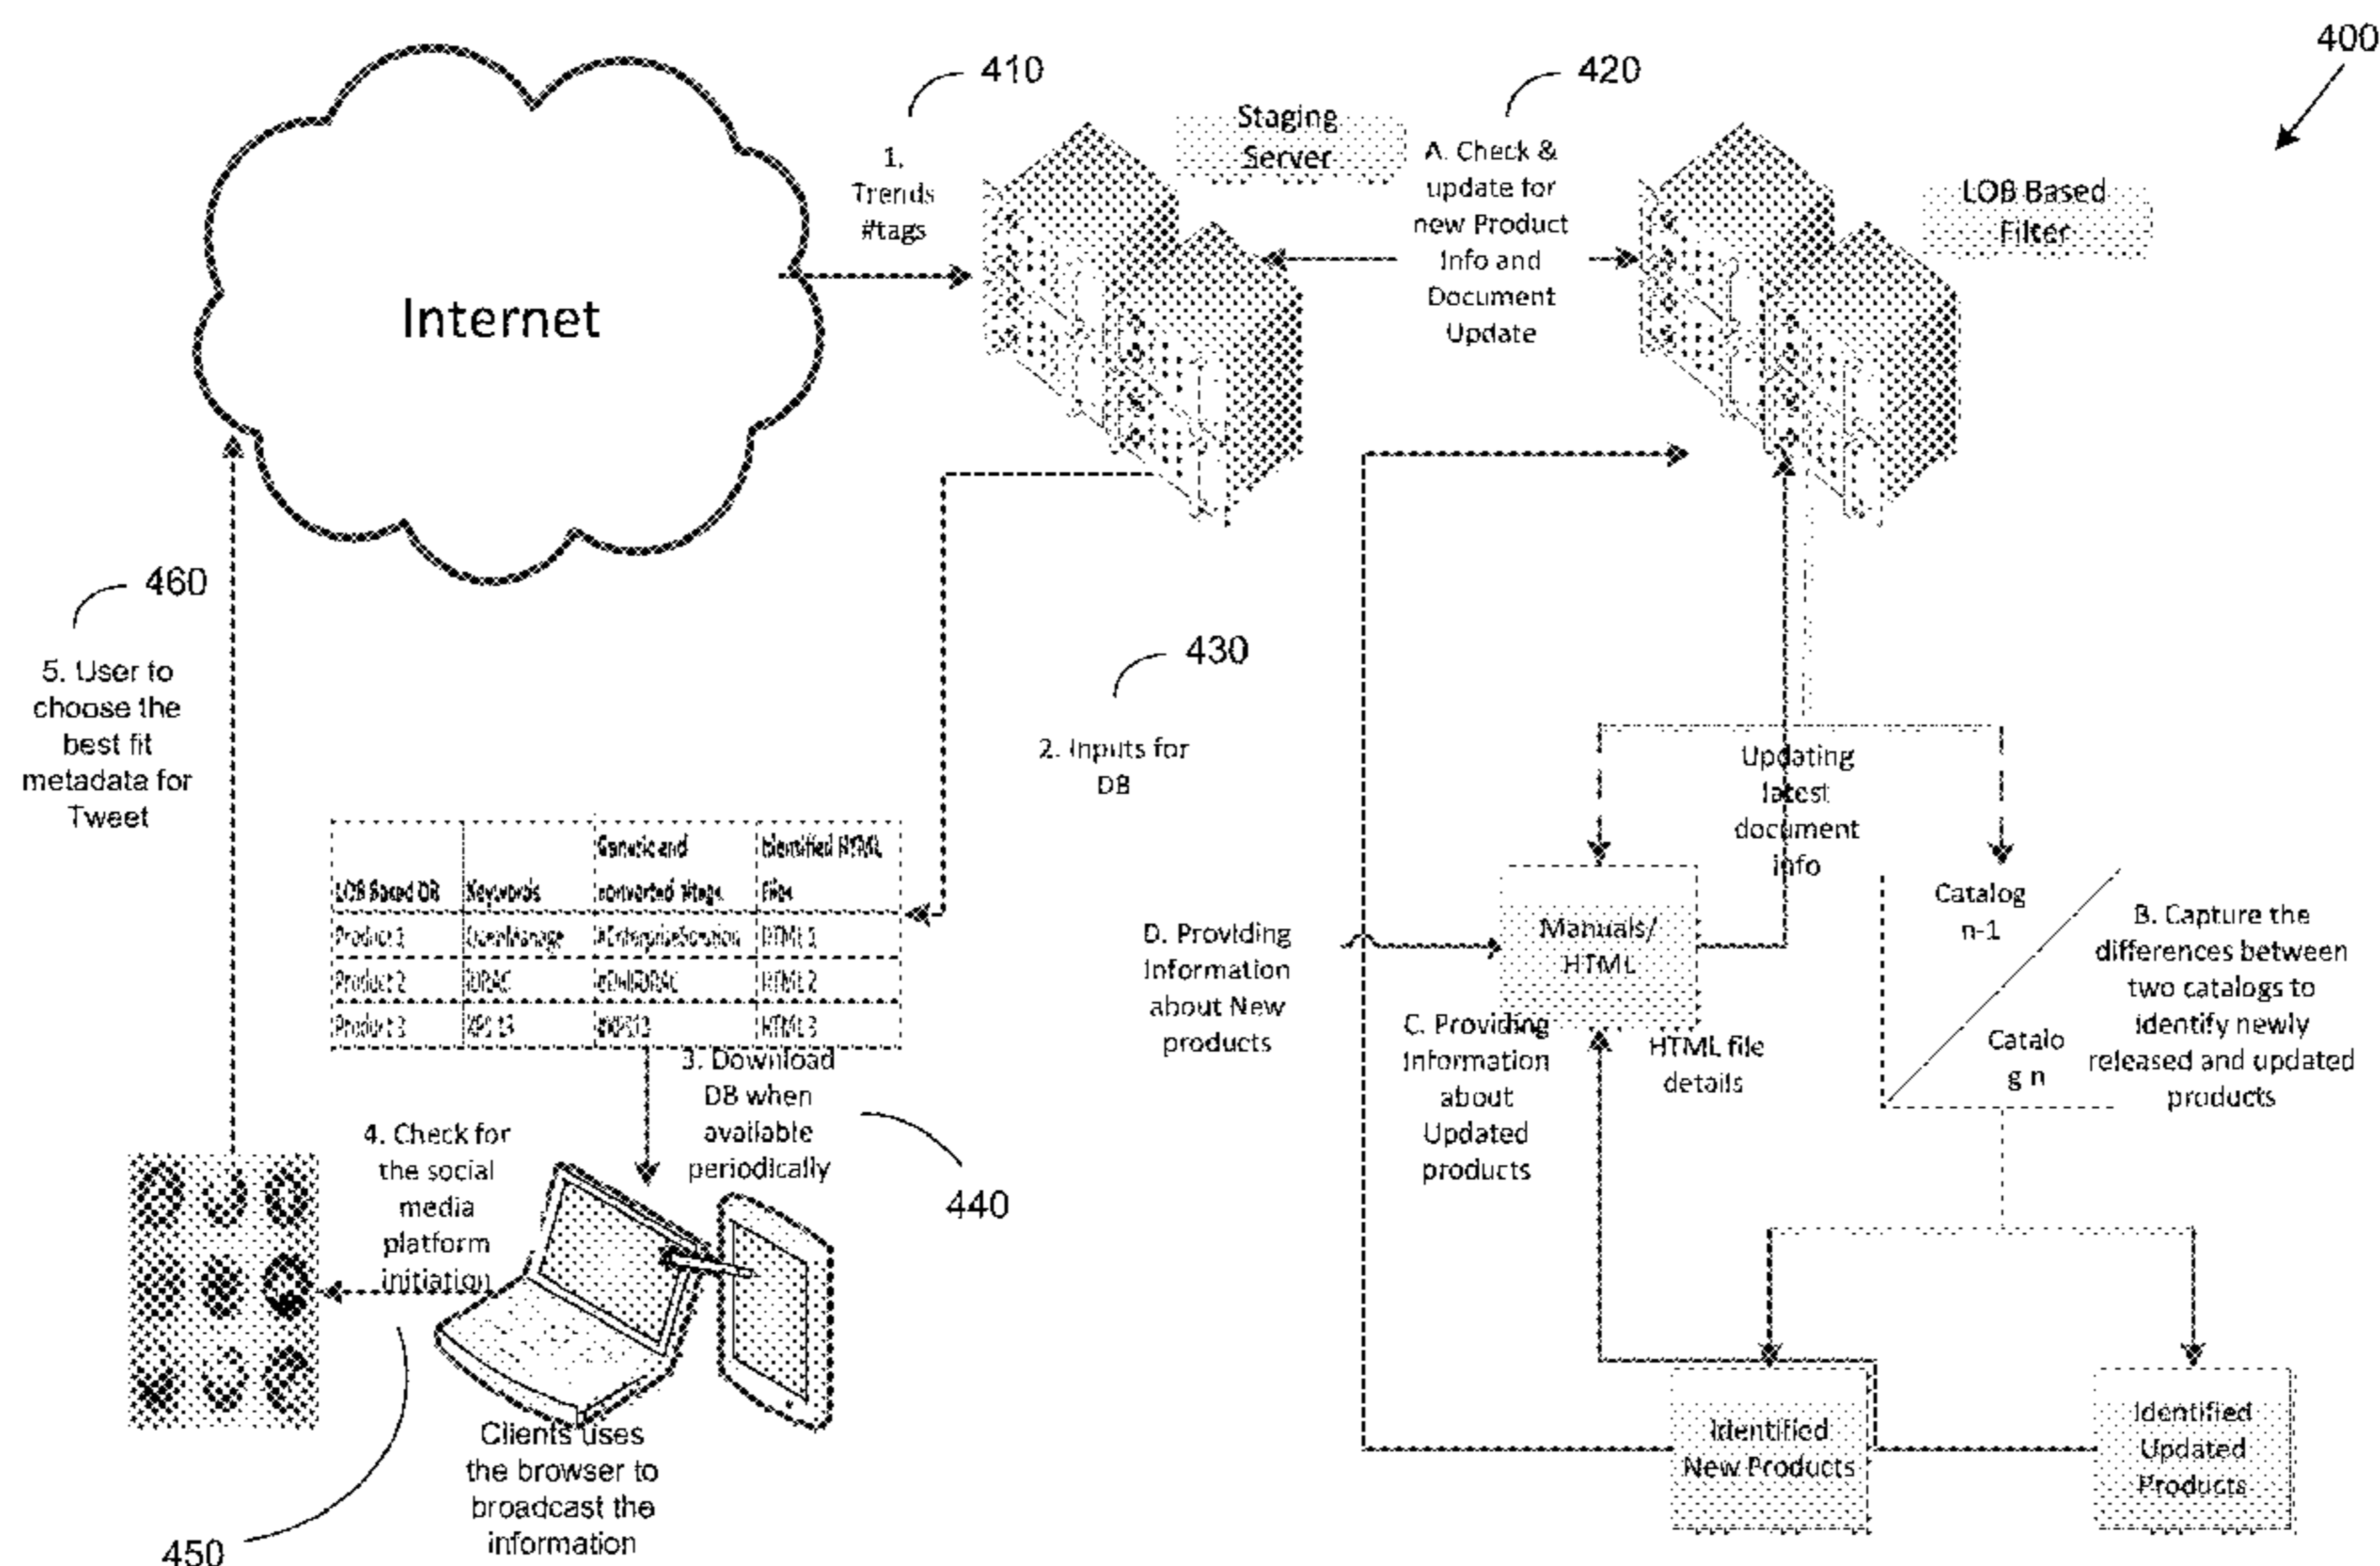 400
410
420
1.
Trends
#tags
Staging
Server
A. Check &
update for
new Product
Info and
Document
Update
LOB Based
Filter
Internet
460
5. User to
choose the
best fit
metadata for
Tweet
430
2. Inputs for
DB
LOB Based DB
Keywords
and
converted #tags
Identified HTML
Files
Product 1
HTML 1
Product 2
iDRAC
HTML 2
Product 3
XPS 13
HTML 3
3. Download
DB when
available
periodically
440
4. Check for
the social
media
platform
initiation
Clients uses
the browser to
broadcast the
information
450
Updating
latest
document
info
Manuals/
HTML
HTML file
details
D. Providing
Information
about New
products
C. Providing
Information
about
Updated
products
Catalog
n-1
Catalo
g n
B. Capture the
differences between
two catalogs to
identify newly
released and updated
products
Identified
New Products
Identified
Updated
Products